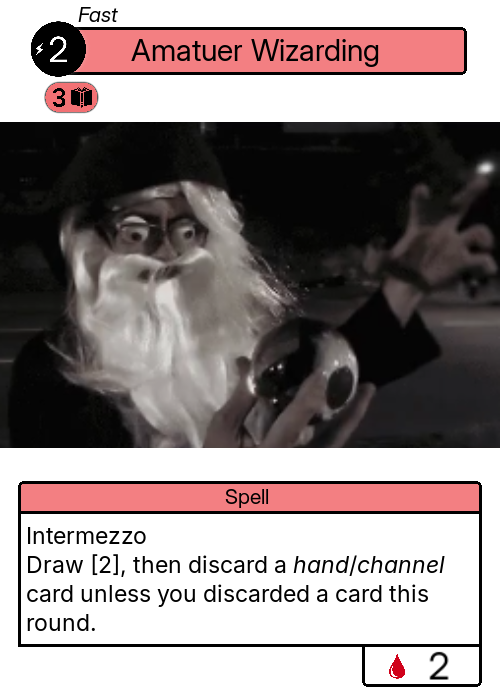 Fast
2 Amatuer Wizarding
3
Spell
Intermezzo
Draw [2], then discard a hand/channel
card unless you discarded a card this
round.
2